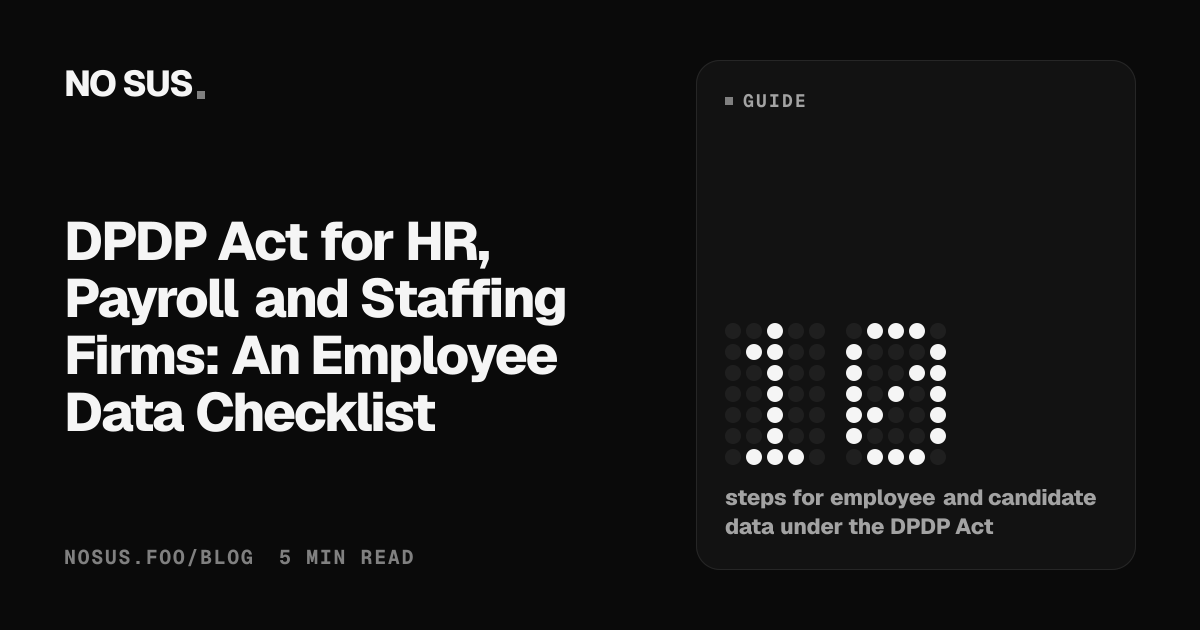 NO SUS.
DPDP Act for HR,
Payroll and Staffing
Firms: An Employee
Data Checklist
NOSUS.FOO/BLOG 5 MIN READ
GUIDE
10
steps for employee and candidate
data under the DPDP Act